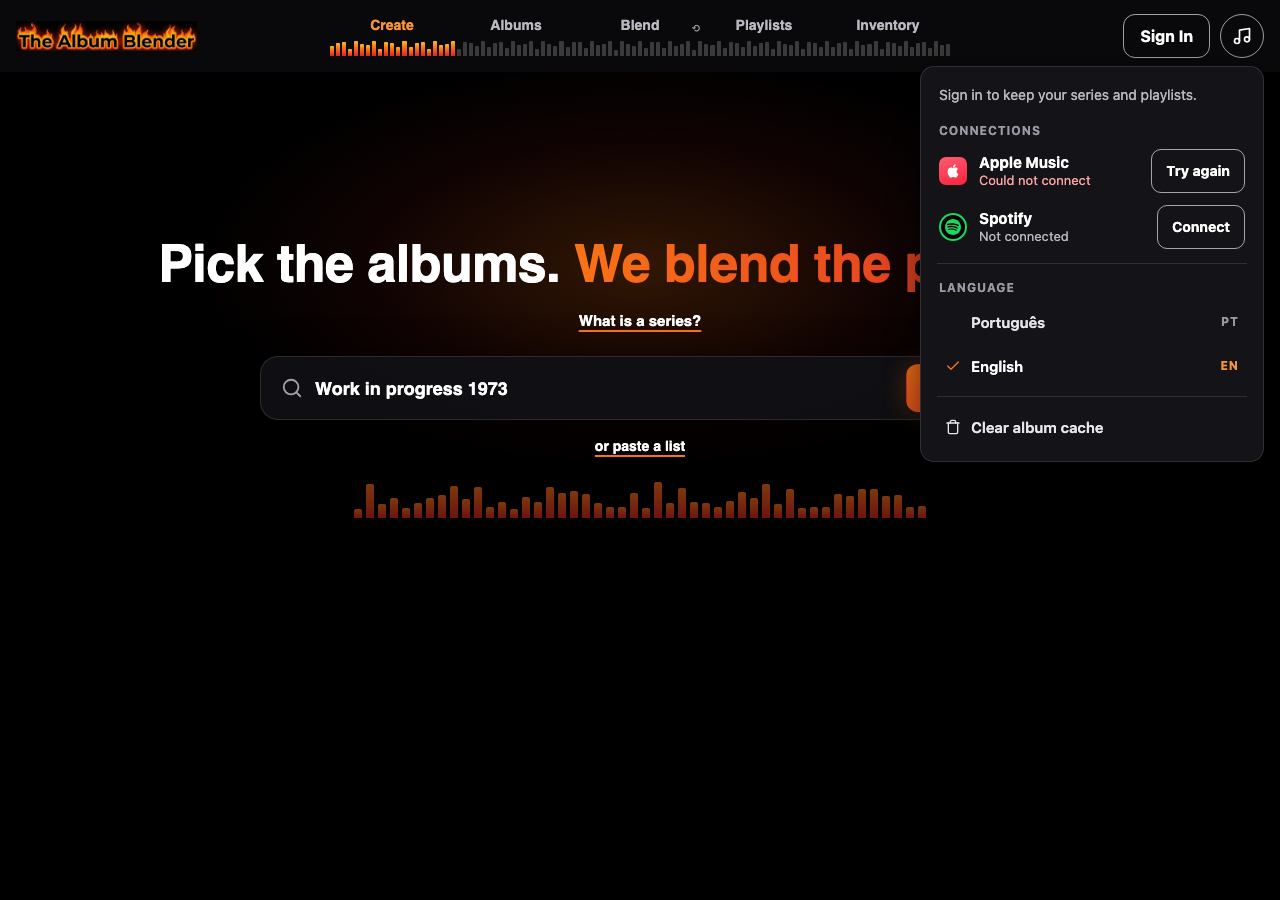 The Album Blender
Create
Albums
Blend
Playlists
Inventory
Sign In
Sign in to keep your series and playlists.
CONNECTIONS
Apple Music
Could not connect
Try again
Spotify
Not connected
Connect
LANGUAGE
Português PT
English EN
Clear album cache
Pick the albums. We blend the
What is a series?
Work in progress 1973
or paste a list